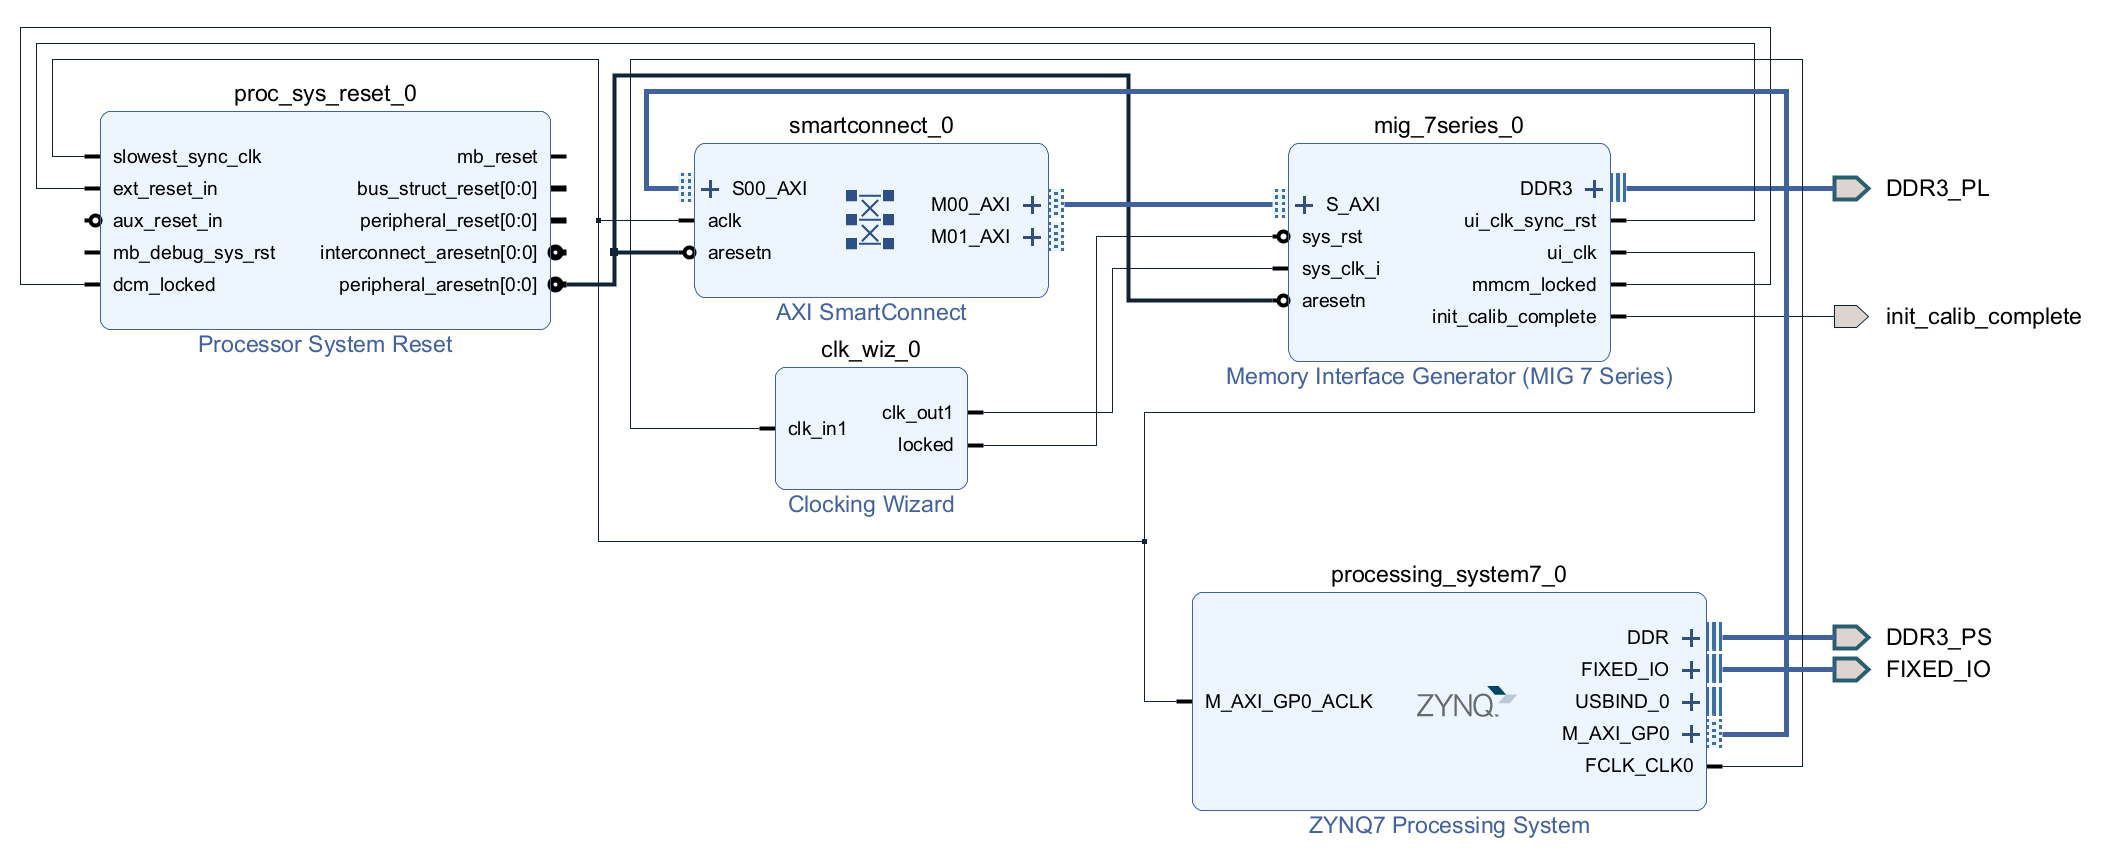 proc_sys_reset_0
slowest_sync_clk
ext_reset_in
aux_reset_in
mb_debug_sys_rst
dcm_locked
mb_reset
bus_struct_reset[0:0]
peripheral_reset[0:0]
interconnect_aresetn[0:0]
peripheral_aresetn[0:0]
Processor System Reset
smartconnect_0
S00_AXI
aclk
aresetn
M00_AXI
M01_AXI
AXI SmartConnect
clk_wiz_0
clk_in1
clk_out1
locked
Clocking Wizard
mig_7series_0
S_AXI
sys_rst
sys_clk_i
aresetn
DDR3
ui_clk_sync_rst
ui_clk
mmcm_locked
init_calib_complete
Memory Interface Generator (MIG 7 Series)
DDR3_PL
init_calib_complete
processing_system7_0
M_AXI_GP0_ACLK
ZYNQ
DDR
FIXED_IO
USBIND_0
M_AXI_GP0
FCLK_CLK0
ZYNQ7 Processing System
DDR3_PS
FIXED_IO